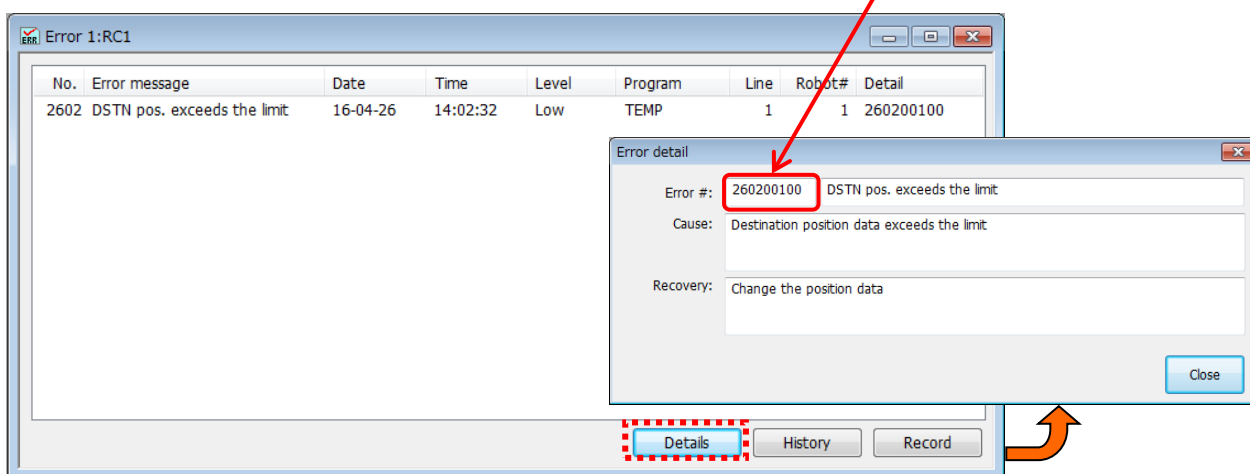 ERR Error 1:RC1
No. Error message Date Time Level Program Line Robot# Detail
2602 DSTN pos. exceeds the limit 16-04-26 14:02:32 Low TEMP 1 1 260200100
Error detail
Error #: 260200100 DSTN pos. exceeds the limit
Cause: Destination position data exceeds the limit
Recovery: Change the position data
Close
Details History Record